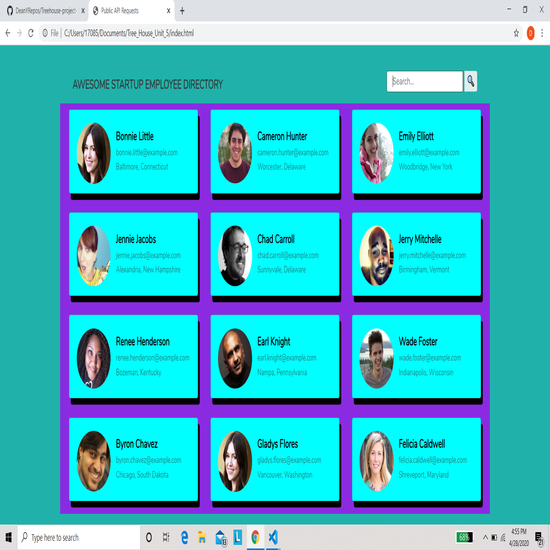 DeanYRepos/Treehouse-project
Public API Requests
File | C:/Users/17085/Documents/Tree_House_Unit_5/index.html
AWESOME STARTUP EMPLOYEE DIRECTORY
Search...
Bonnie Little
bonnie.little@example.com
Baltimore, Connecticut
Cameron Hunter
cameron.hunter@example.com
Worcester, Delaware
Emily Elliott
emily.elliott@example.com
Woodbridge, New York
Jennie Jacobs
jennie.jacobs@example.com
Alexandria, New Hampshire
Chad Carroll
chad.carroll@example.com
Sunnyvale, Delaware
Jerry Mitchelle
jerry.mitchelle@example.com
Birmingham, Vermont
Renee Henderson
renee.henderson@example.com
Bozeman, Kentucky
Earl Knight
earl.knight@example.com
Nampa, Pennsylvania
Wade Foster
wade.foster@example.com
Indianapolis, Wisconsin
Byron Chavez
byron.chavez@example.com
Chicago, South Dakota
Gladys Flores
gladys.flores@example.com
Vancouver, Washington
Felicia Caldwell
felicia.caldwell@example.com
Shreveport, Maryland
Type here to search
68%
4:55 PM
4/28/2020